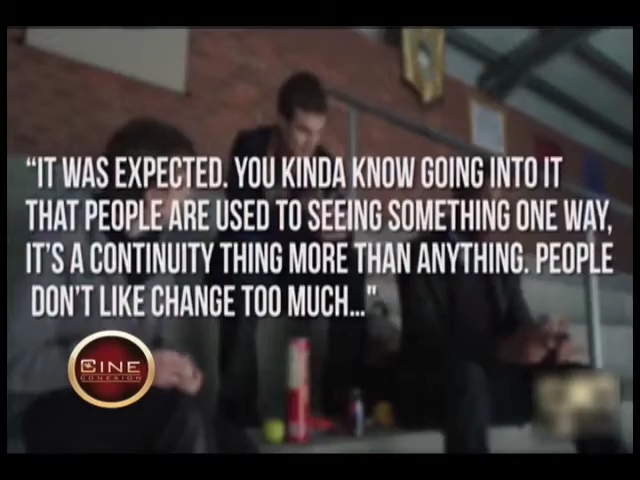 “IT WAS EXPECTED. YOU KINDA KNOW GOING INTO IT
THAT PEOPLE ARE USED TO SEEING SOMETHING ONE WAY,
IT'S A CONTINUITY THING MORE THAN ANYTHING. PEOPLE
DON'T LIKE CHANGE TOO MUCH..."
CINE
CONEXION